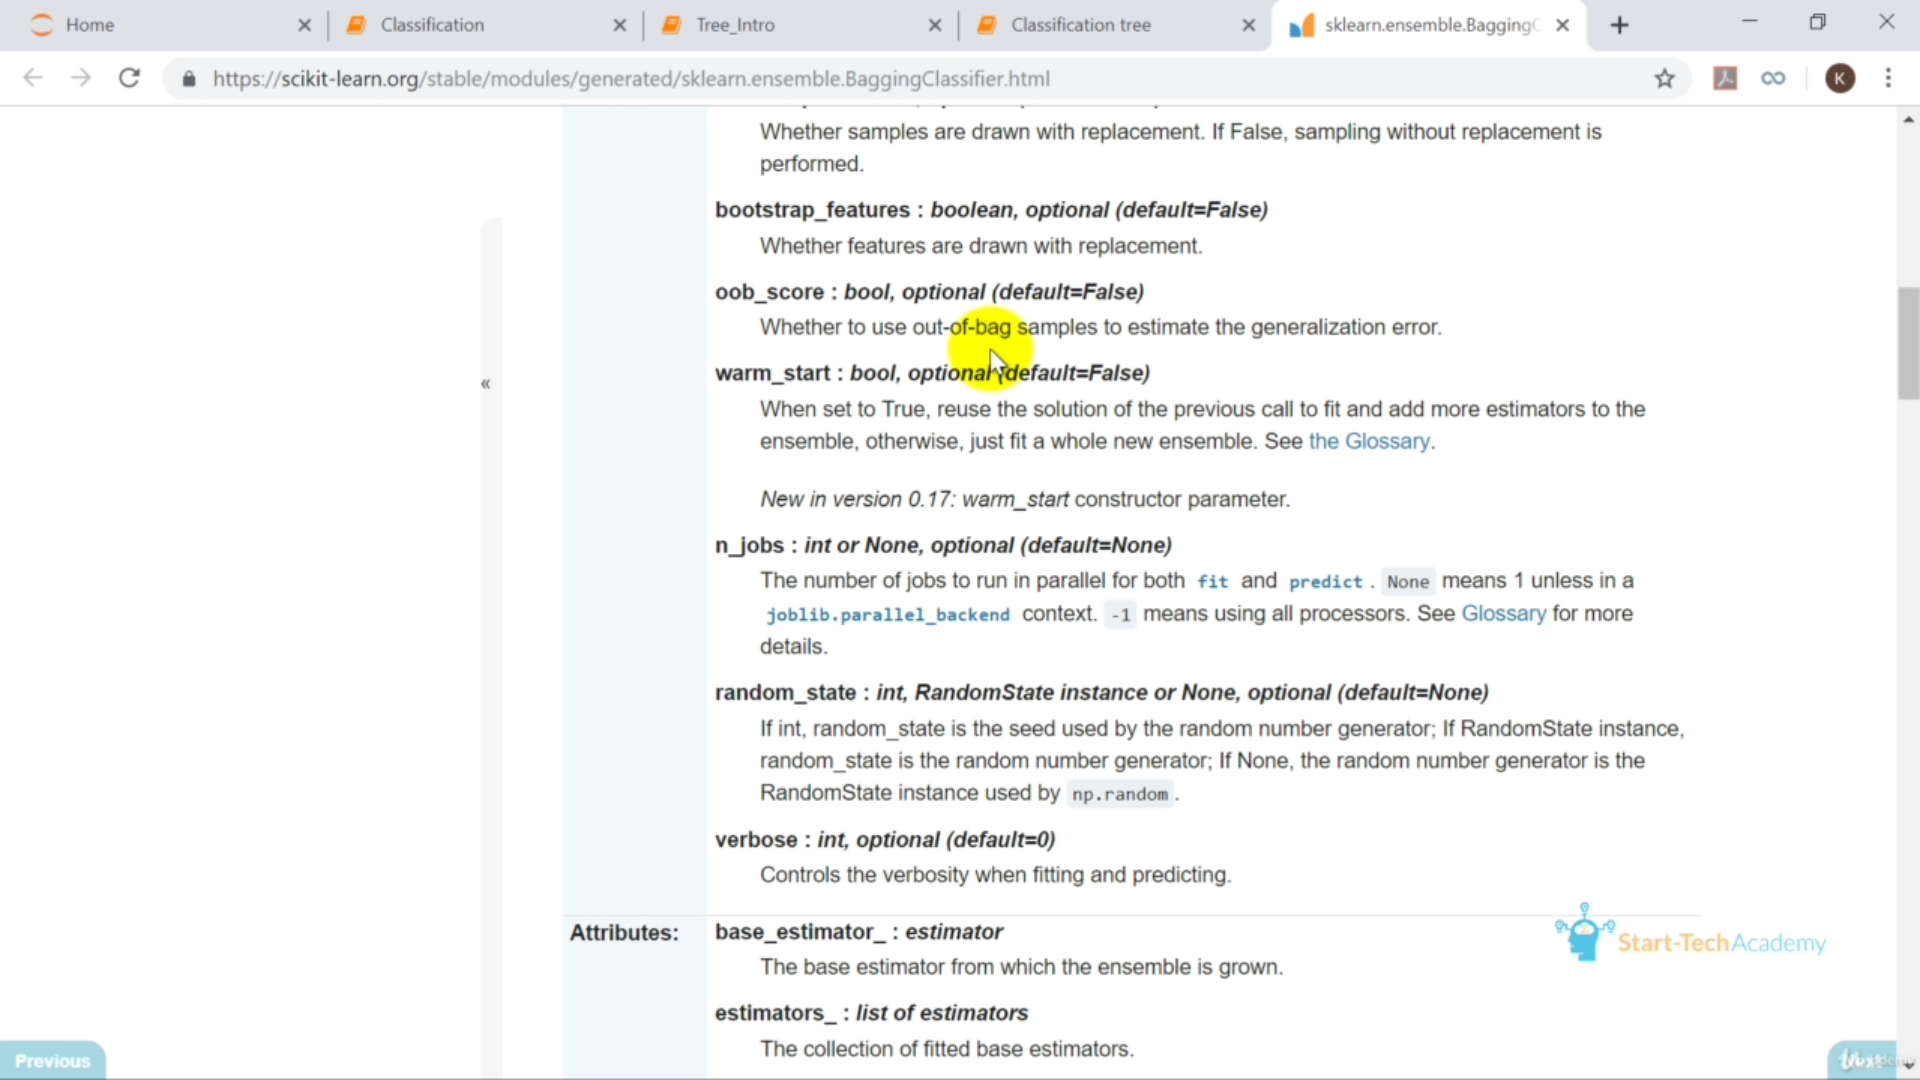 Home
Classification
Tree_Intro
Classification tree
sklearn.ensemble.BaggingC
https://scikit-learn.org/stable/modules/generated/sklearn.ensemble.BaggingClassifier.html
K
Whether samples are drawn with replacement. If False, sampling without replacement is
performed.
bootstrap_features : boolean, optional (default=False)
Whether features are drawn with replacement.
oob_score : bool, optional (default=False)
Whether to use out-of-bag samples to estimate the generalization error.
warm_start : bool, optional (default=False)
«
When set to True, reuse the solution of the previous call to fit and add more estimators to the
ensemble, otherwise, just fit a whole new ensemble. See the Glossary.
New in version 0.17: warm_start constructor parameter.
n_jobs : int or None, optional (default=None)
The number of jobs to run in parallel for both fit and predict . None means 1 unless in a
joblib.parallel_backend context. -1 means using all processors. See Glossary for more
details.
random_state : int, RandomState instance or None, optional (default=None)
If int, random_state is the seed used by the random number generator; If RandomState instance,
random_state is the random number generator; If None, the random number generator is the
RandomState instance used by np.random .
verbose : int, optional (default=0)
Controls the verbosity when fitting and predicting.
Attributes: base_estimator_ : estimator
Start-TechAcademy
The base estimator from which the ensemble is grown.
estimators_ : list of estimators
The collection of fitted base estimators.
Previous